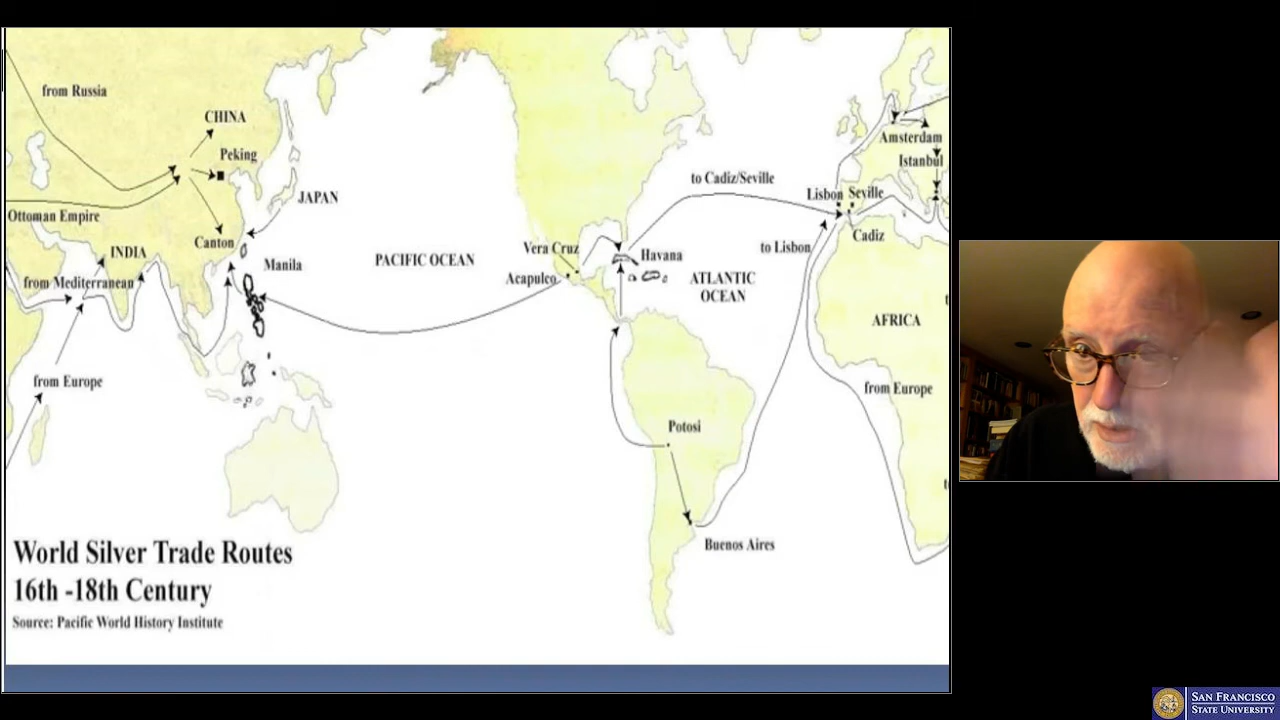 from Russia
CHINA
Peking
JAPAN
Ottoman Empire
INDIA
Canton
from Mediterranean
Manila
from Europe
PACIFIC OCEAN
Vera Cruz
Acapulco
Havana
to Cadiz/Seville
to Lisbon
ATLANTIC
OCEAN
Amsterdam
Istanbul
Lisbon
Seville
Cadiz
AFRICA
from Europe
Potosi
Buenos Aires
World Silver Trade Routes
16th -18th Century
Source: Pacific World History Institute
SAN FRANCISCO
STATE UNIVERSITY